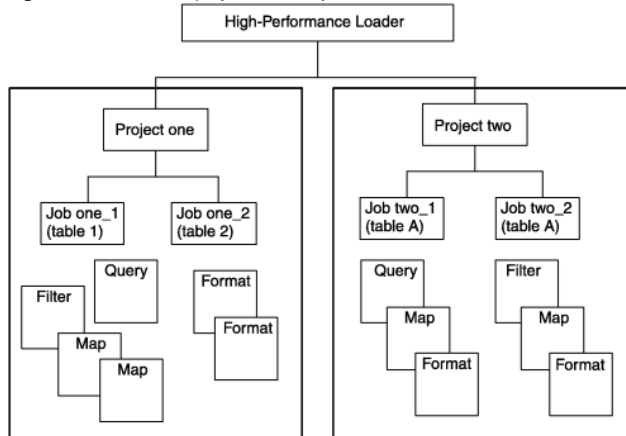 High-Performance Loader
Project one
Project two
Job one_1
(table 1)
Job one_2
(table 2)
Job two_1
(table A)
Job two_2
(table A)
Query
Filter
Map
Map
Format
Format
Query
Map
Format
Filter
Map
Format